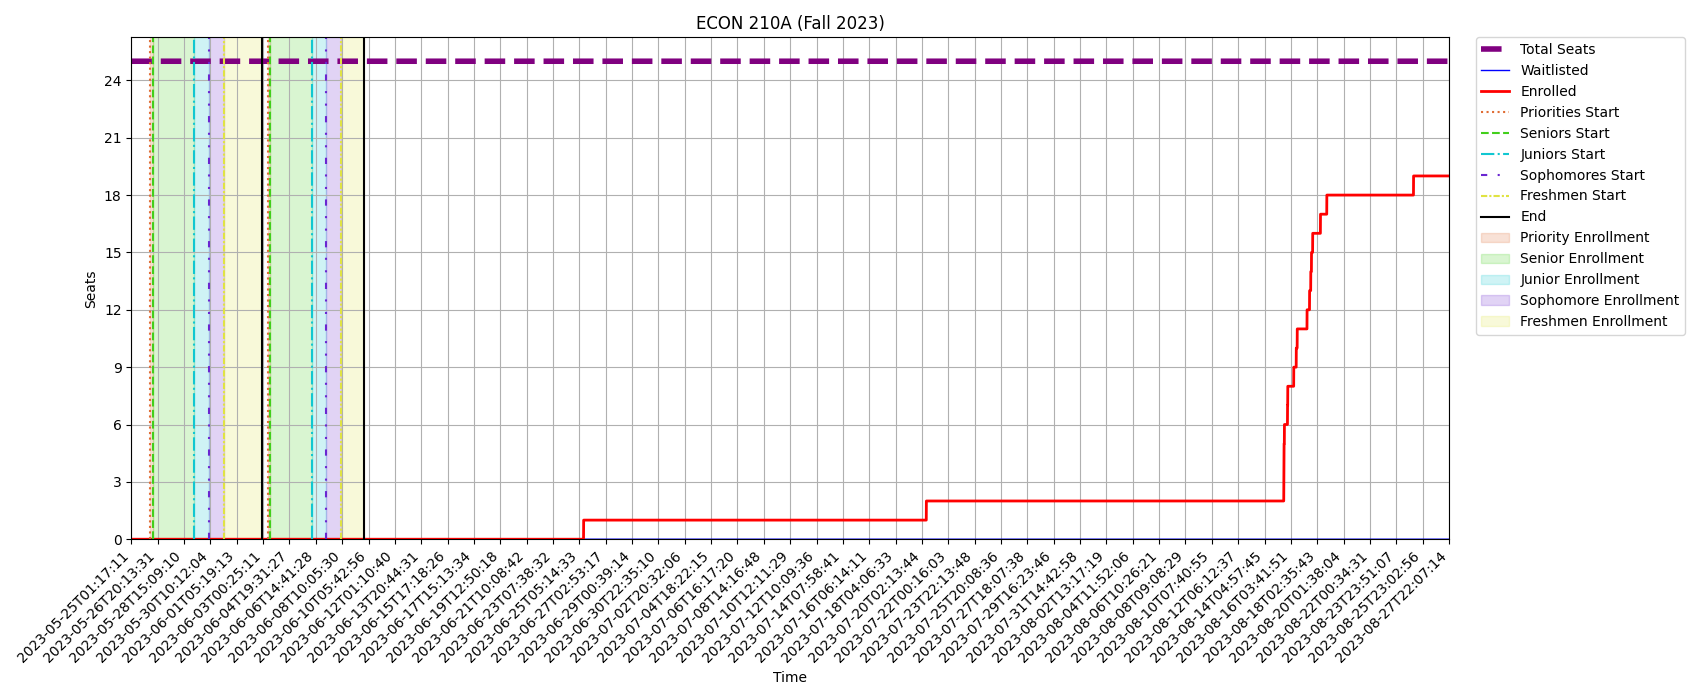 ECON 210A (Fall 2023)
Seats
24
21
18
15
12
9
6
3
0
2023-05-25T01:17:11
2023-05-26T20:13:31
2023-05-28T15:09:10
2023-05-30T10:12:04
2023-06-01T05:19:13
2023-06-03T00:25:11
2023-06-04T19:31:27
2023-06-06T14:41:28
2023-06-08T10:05:30
2023-06-10T05:42:56
2023-06-12T01:10:40
2023-06-13T20:44:31
2023-06-15T17:18:26
2023-06-17T15:13:34
2023-06-19T12:50:18
2023-06-21T10:08:42
2023-06-23T07:38:32
2023-06-25T05:14:33
2023-06-27T02:53:17
2023-06-29T00:39:14
2023-06-30T22:35:10
2023-07-02T20:32:06
2023-07-04T18:22:15
2023-07-06T16:17:20
2023-07-08T14:16:48
2023-07-10T12:11:29
2023-07-12T10:09:36
2023-07-14T07:58:41
2023-07-16T06:14:11
2023-07-18T04:06:33
2023-07-20T02:13:44
2023-07-22T00:16:03
2023-07-23T22:13:48
2023-07-25T20:08:36
2023-07-27T18:07:38
2023-07-29T16:23:46
2023-07-31T14:42:58
2023-08-02T13:17:19
2023-08-04T11:52:06
2023-08-06T10:26:21
2023-08-08T09:08:29
2023-08-10T07:40:55
2023-08-12T06:12:37
2023-08-14T04:57:45
2023-08-16T03:41:51
2023-08-18T02:35:43
2023-08-20T01:38:04
2023-08-22T00:34:31
2023-08-23T23:51:07
2023-08-25T23:02:56
2023-08-27T22:07:14
Time
Total Seats
Waitlisted
Enrolled
Priorities Start
Seniors Start
Juniors Start
Sophomores Start
Freshmen Start
End
Priority Enrollment
Senior Enrollment
Junior Enrollment
Sophomore Enrollment
Freshmen Enrollment